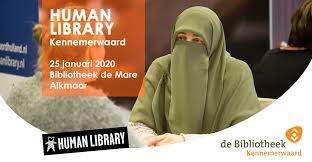 HUMAN
LIBRARY
Kennemerwaard
25 januari 2020
Bibliotheek de Mare
Alkmaar
HUMAN LIBRARY
de Bibliotheek
Kennemerwaard